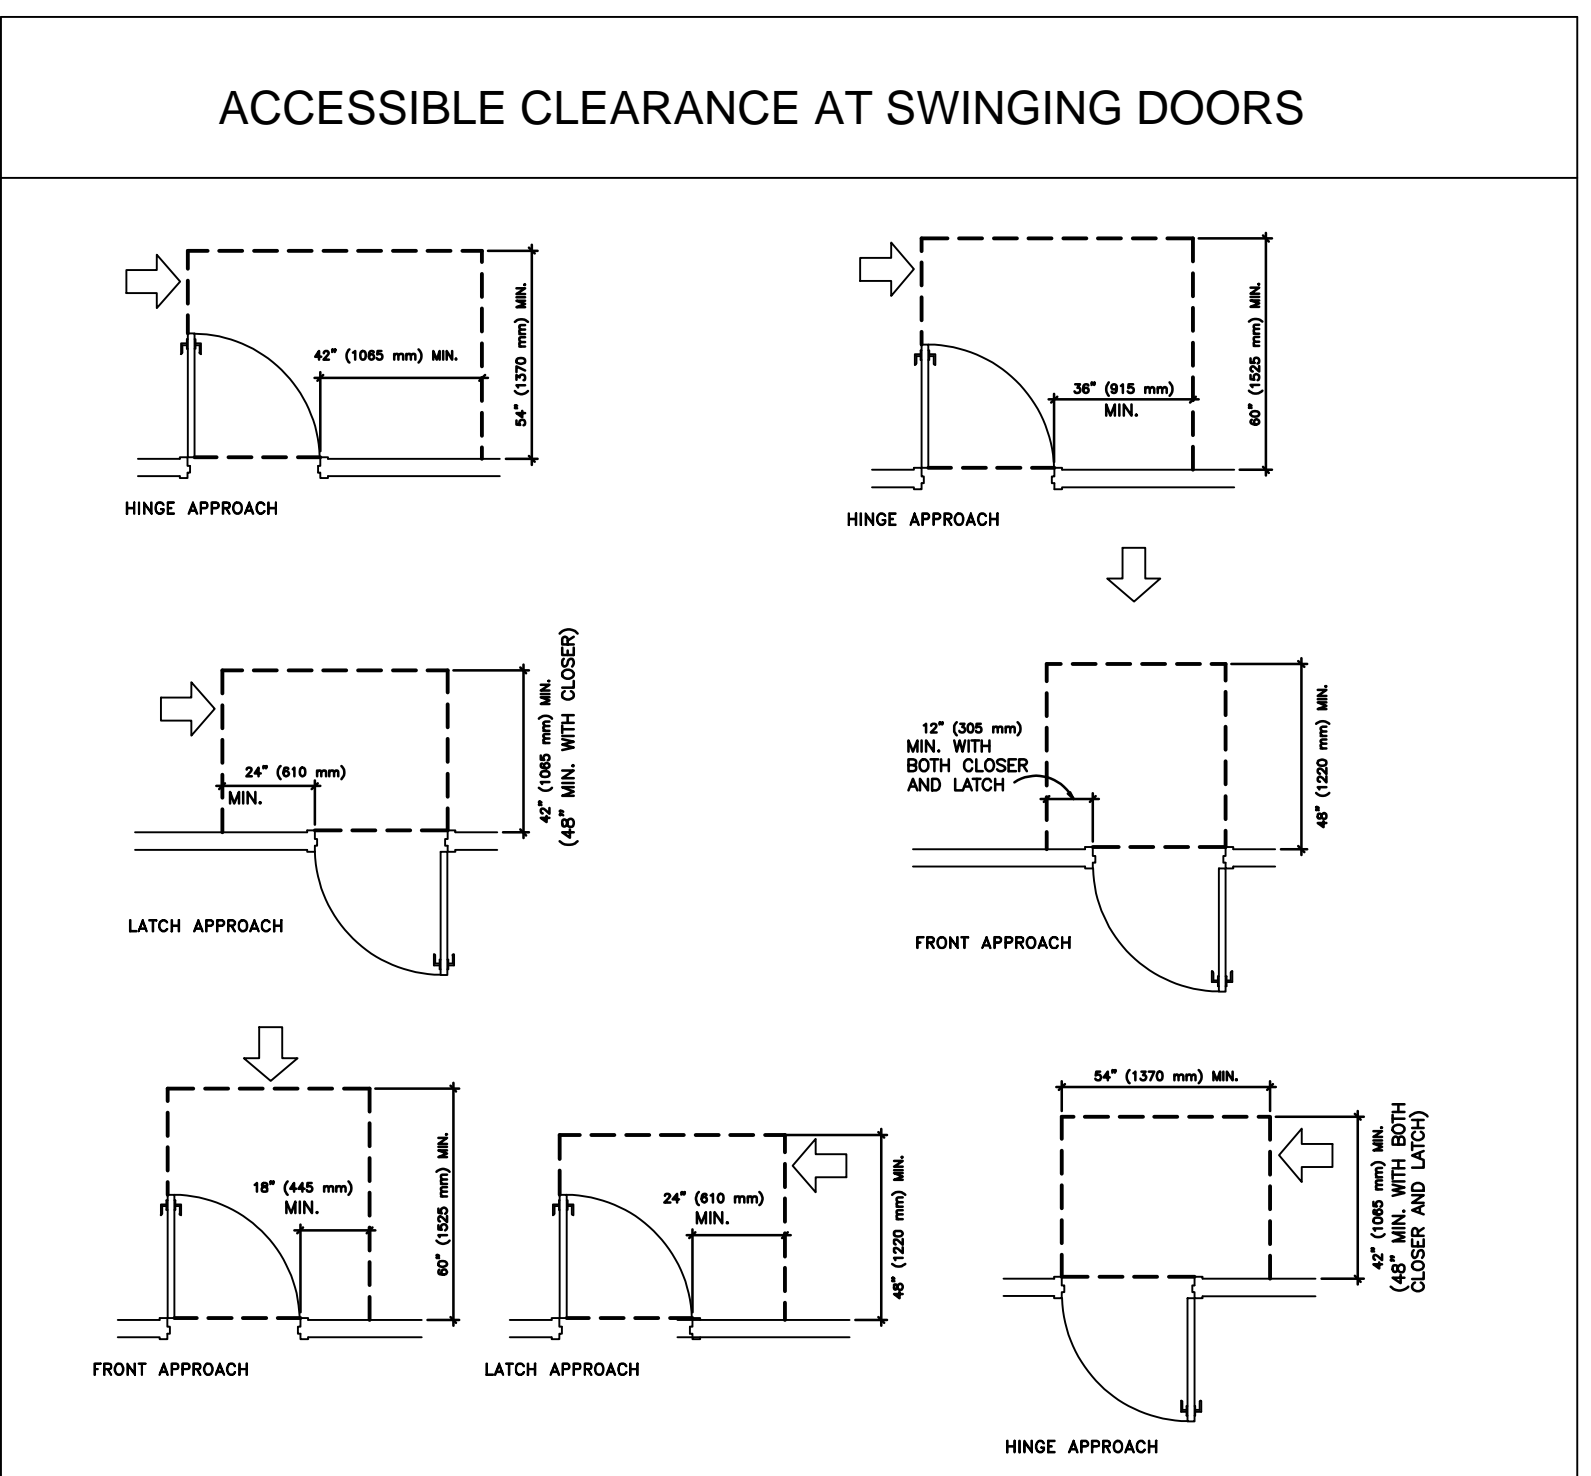 ACCESSIBLE CLEARANCE AT SWINGING DOORS
42" (1065 mm) MIN.
54" (1370 mm) MIN.
HINGE APPROACH
36" (915 mm)
MIN.
60" (1525 mm) MIN.
HINGE APPROACH
24" (610 mm)
MIN.
42" (1065 mm) MIN.
(48" MIN. WITH CLOSER)
LATCH APPROACH
12" (305 mm)
MIN. WITH
BOTH CLOSER
AND LATCH
48" (1220 mm) MIN.
FRONT APPROACH
18" (445 mm)
MIN.
60" (1525 mm) MIN.
FRONT APPROACH
24" (610 mm)
MIN.
48" (1220 mm) MIN.
LATCH APPROACH
54" (1370 mm) MIN.
42" (1065 mm) MIN.
(48" MIN. WITH BOTH
CLOSER AND LATCH)
HINGE APPROACH